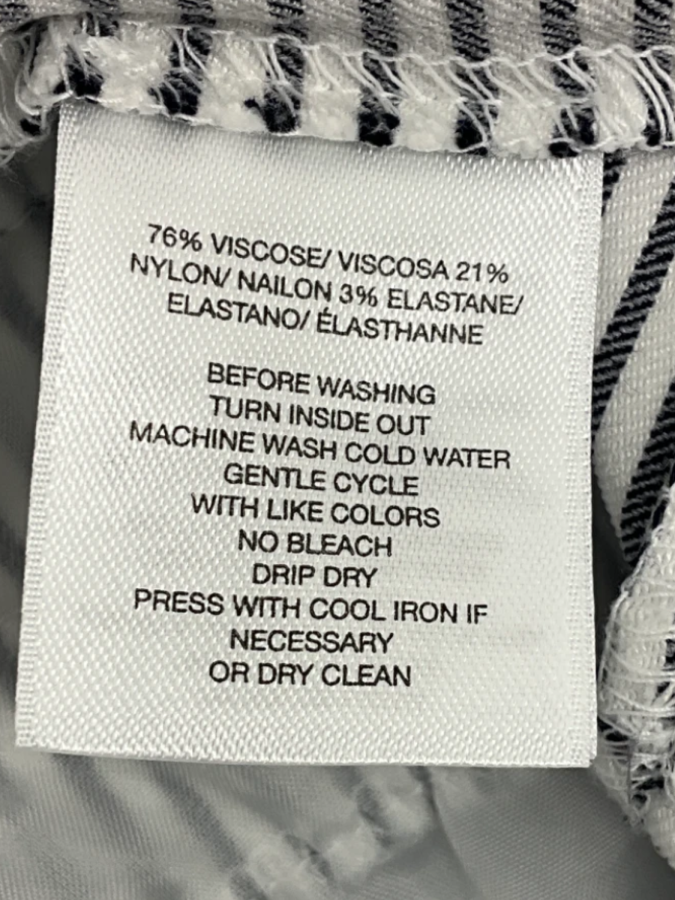 76% VISCOSE/ VISCOSA 21%
NYLON/ NAILON 3% ELASTANE/
ELASTANO/ ÉLASTHANNE
BEFORE WASHING
TURN INSIDE OUT
MACHINE WASH COLD WATER
GENTLE CYCLE
WITH LIKE COLORS
NO BLEACH
DRIP DRY
PRESS WITH COOL IRON IF
NECESSARY
OR DRY CLEAN